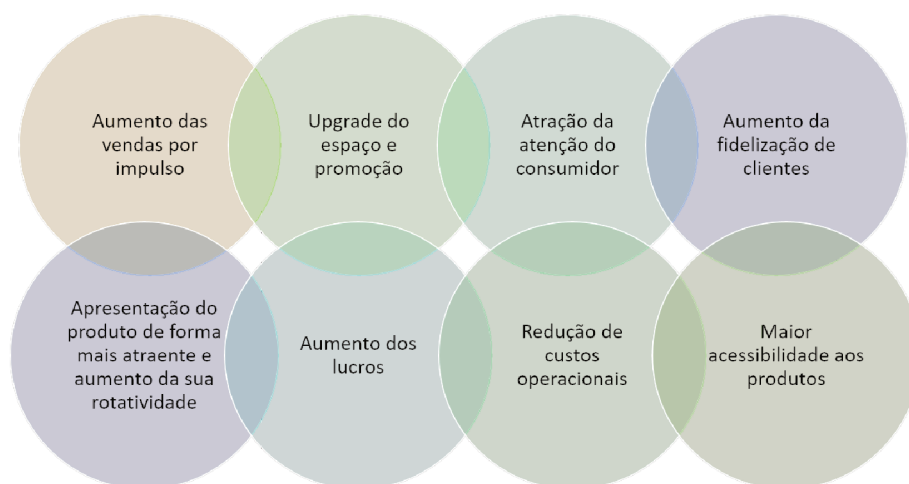 Aumento das
vendas por
impulso
Upgrade do
espaço e
promoção
Atração da
atenção do
consumidor
Aumento da
fidelização de
clientes
Apresentação do
produto de forma
mais atraente e
aumento da sua
rotatividade
Aumento dos
lucros
Redução de
custos
operacionais
Maior
acessibilidade aos
produtos